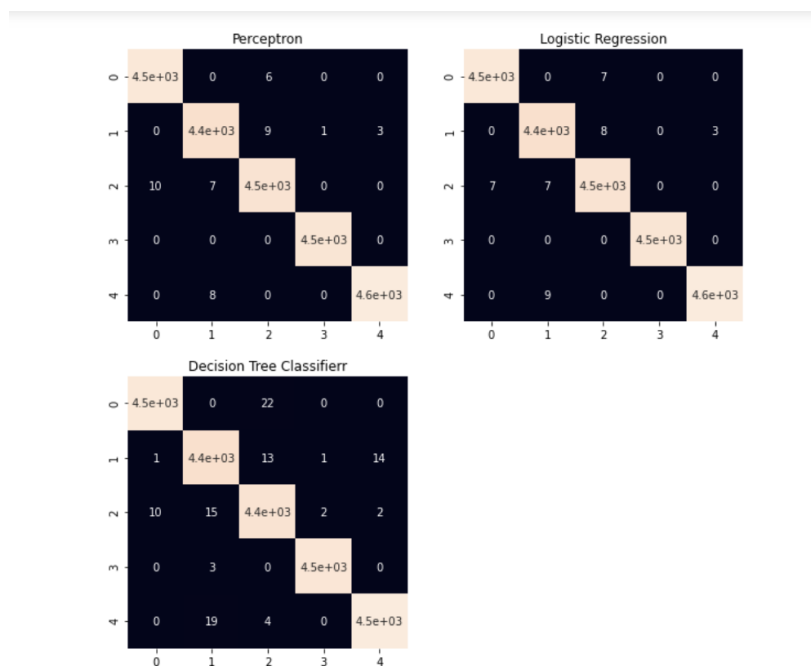 Perceptron
0 4.5e+03 0 6 0 0
1 0 4.4e+03 9 1 3
2 10 7 4.5e+03 0 0
3 0 0 0 4.5e+03 0
4 0 8 0 0 4.6e+03
0 1 2 3 4
Logistic Regression
0 4.5e+03 0 7 0 0
1 0 4.4e+03 8 0 3
2 7 7 4.5e+03 0 0
3 0 0 0 4.5e+03 0
4 0 9 0 0 4.6e+03
0 1 2 3 4
Decision Tree Classifierr
0 4.5e+03 0 22 0 0
1 1 4.4e+03 13 1 14
2 10 15 4.4e+03 2 2
3 0 3 0 4.5e+03 0
4 0 19 4 0 4.5e+03
0 1 2 3 4